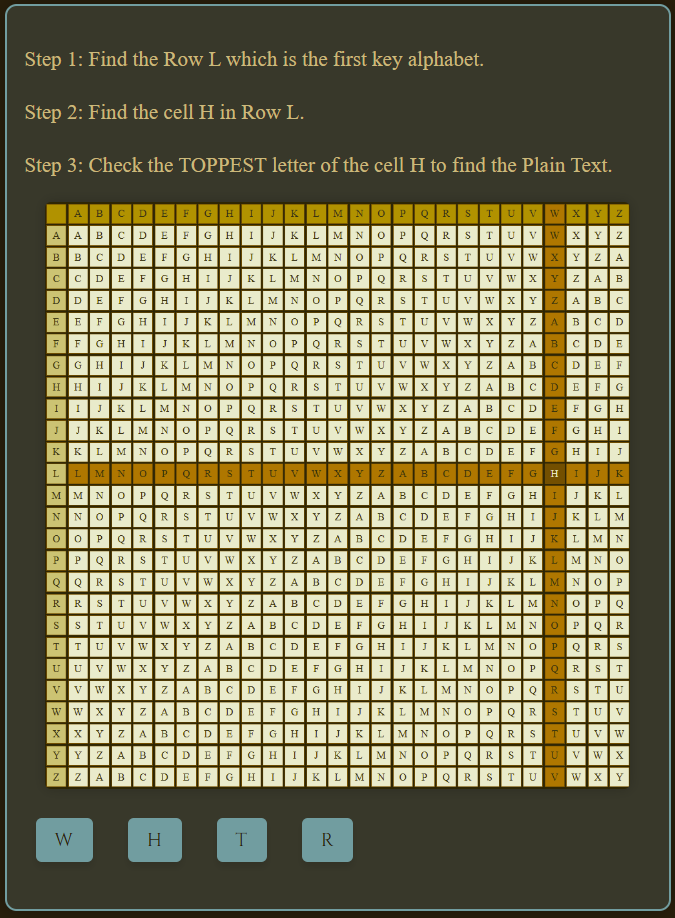 Step 1: Find the Row L which is the first key alphabet.
Step 2: Find the cell H in Row L.
Step 3: Check the TOPPEST letter of the cell H to find the Plain Text.
A B C D E F G H I J K L M N O P Q R S T U V W X Y Z
A A B C D E F G H I J K L M N O P Q R S T U V W X Y Z
B B C D E F G H I J K L M N O P Q R S T U V W X Y Z A
C C D E F G H I J K L M N O P Q R S T U V W X Y Z A B
D D E F G H I J K L M N O P Q R S T U V W X Y Z A B C
E E F G H I J K L M N O P Q R S T U V W X Y Z A B C D
F F G H I J K L M N O P Q R S T U V W X Y Z A B C D E
G G H I J K L M N O P Q R S T U V W X Y Z A B C D E F
H H I J K L M N O P Q R S T U V W X Y Z A B C D E F G
I I J K L M N O P Q R S T U V W X Y Z A B C D E F G H
J J K L M N O P Q R S T U V W X Y Z A B C D E F G H I
K K L M N O P Q R S T U V W X Y Z A B C D E F G H I J
L L M N O P Q R S T U V W X Y Z A B C D E F G H I J K
M M N O P Q R S T U V W X Y Z A B C D E F G H I J K L
N N O P Q R S T U V W X Y Z A B C D E F G H I J K L M
O O P Q R S T U V W X Y Z A B C D E F G H I J K L M N
P P Q R S T U V W X Y Z A B C D E F G H I J K L M N O
Q Q R S T U V W X Y Z A B C D E F G H I J K L M N O P
R R S T U V W X Y Z A B C D E F G H I J K L M N O P Q
S S T U V W X Y Z A B C D E F G H I J K L M N O P Q R
T T U V W X Y Z A B C D E F G H I J K L M N O P Q R S
U U V W X Y Z A B C D E F G H I J K L M N O P Q R S T
V V W X Y Z A B C D E F G H I J K L M N O P Q R S T U
W W X Y Z A B C D E F G H I J K L M N O P Q R S T U V
X X Y Z A B C D E F G H I J K L M N O P Q R S T U V W
Y Y Z A B C D E F G H I J K L M N O P Q R S T U V W X
Z Z A B C D E F G H I J K L M N O P Q R S T U V W X Y
W H T R